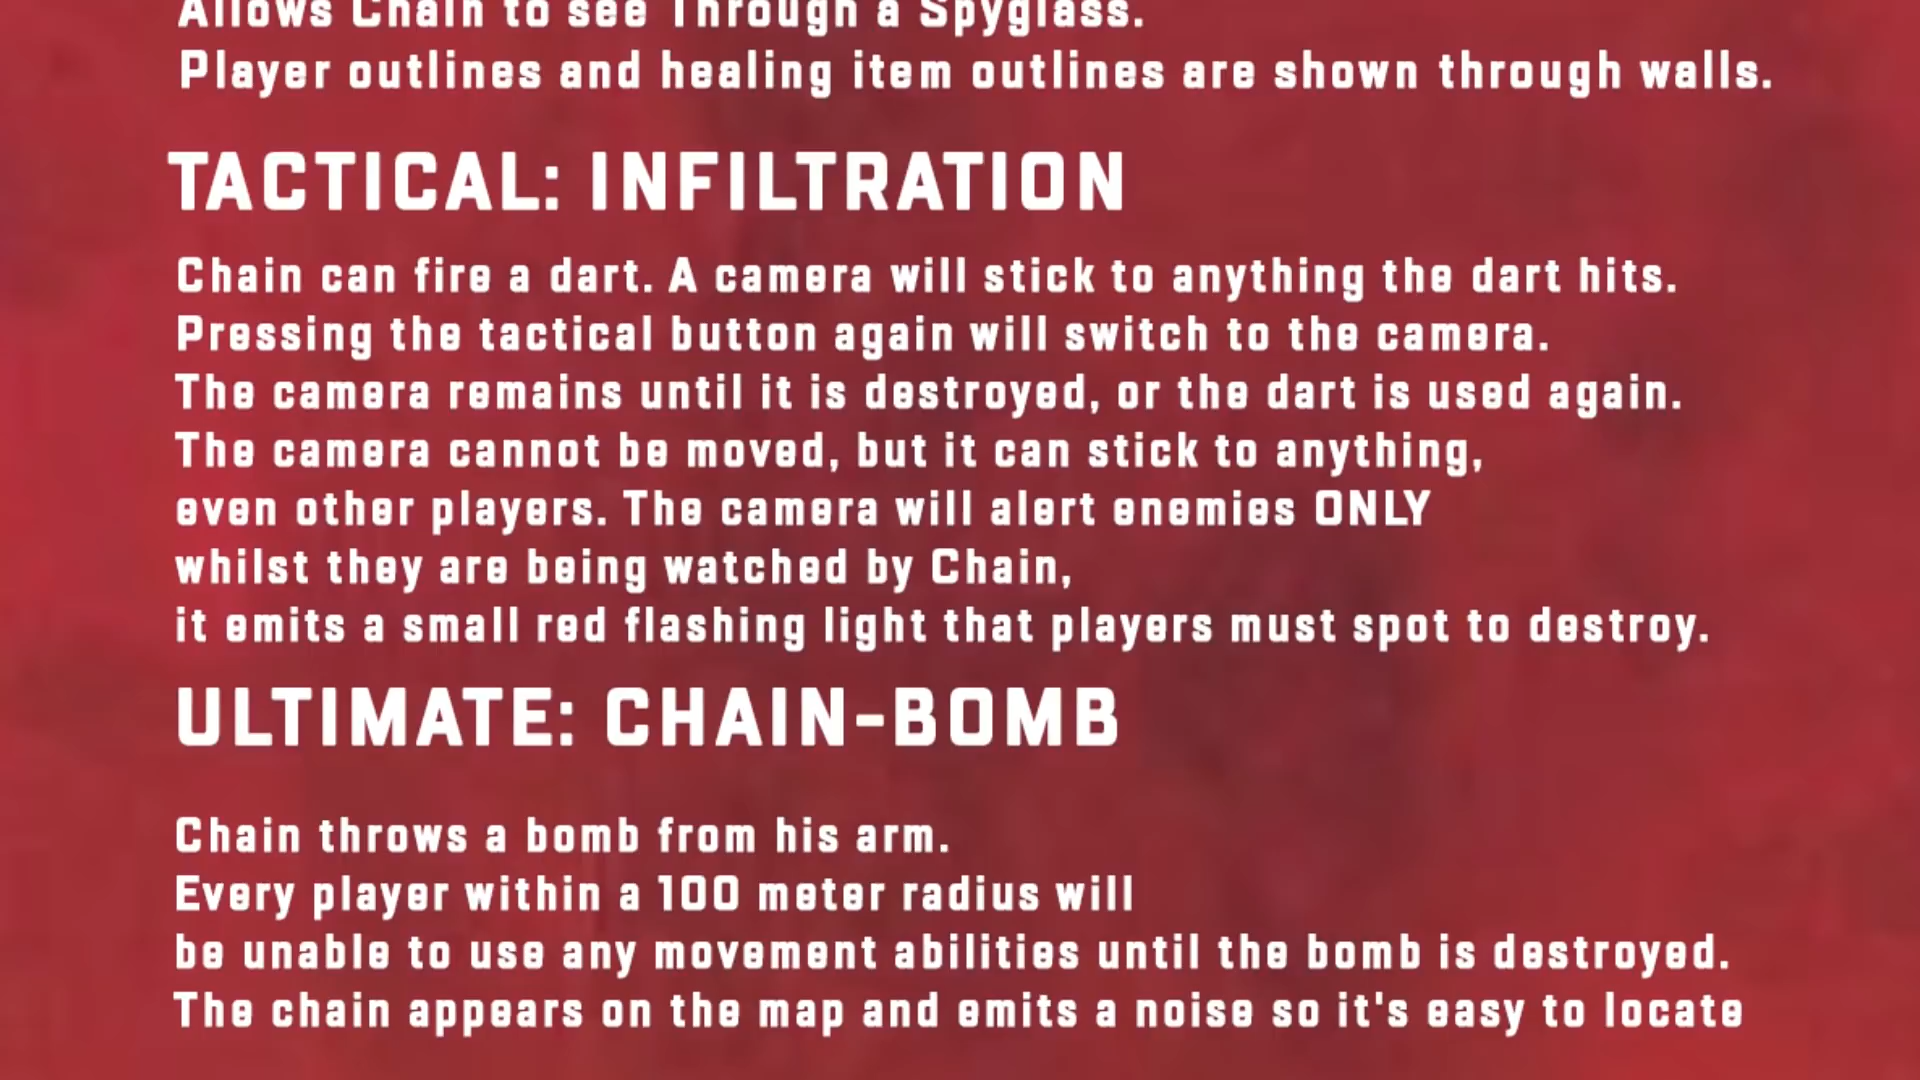 Allows Chain to see Through a Spyglass.
Player outlines and healing item outlines are shown through walls.
TACTICAL: INFILTRATION
Chain can fire a dart. A camera will stick to anything the dart hits.
Pressing the tactical button again will switch to the camera.
The camera remains until it is destroyed, or the dart is used again.
The camera cannot be moved, but it can stick to anything,
even other players. The camera will alert enemies ONLY
whilst they are being watched by Chain,
it emits a small red flashing light that players must spot to destroy.
ULTIMATE: CHAIN-BOMB
Chain throws a bomb from his arm.
Every player within a 100 meter radius will
be unable to use any movement abilities until the bomb is destroyed.
The chain appears on the map and emits a noise so it's easy to locate